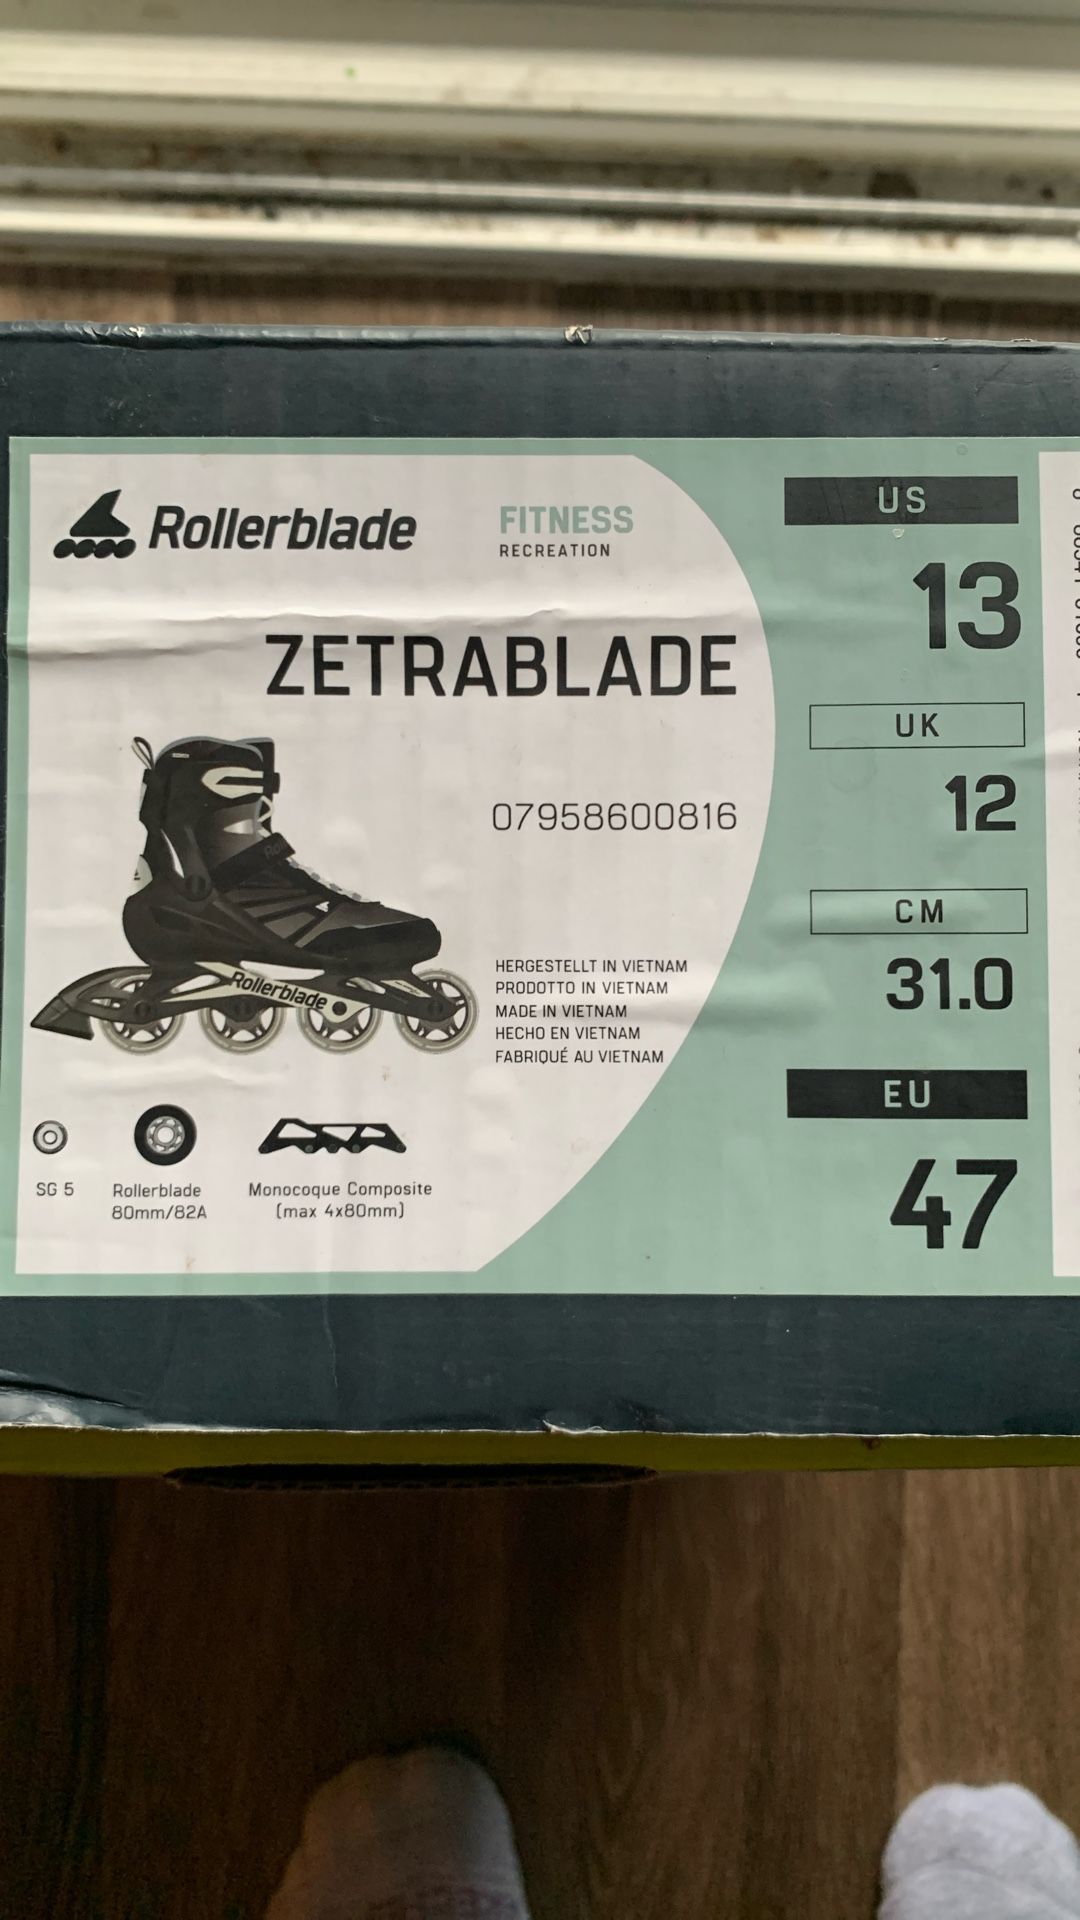 Rollerblade
FITNESS
RECREATION
ZETRABLADE
07958600816
Rollerblade
HERGESTELLT IN VIETNAM
PRODOTTO IN VIETNAM
MADE IN VIETNAM
HECHO EN VIETNAM
FABRIQUÉ AU VIETNAM
SG 5
Rollerblade
80mm/82A
Monocoque Composite
(max 4x80mm)
US
13
UK
12
CM
31.0
EU
47